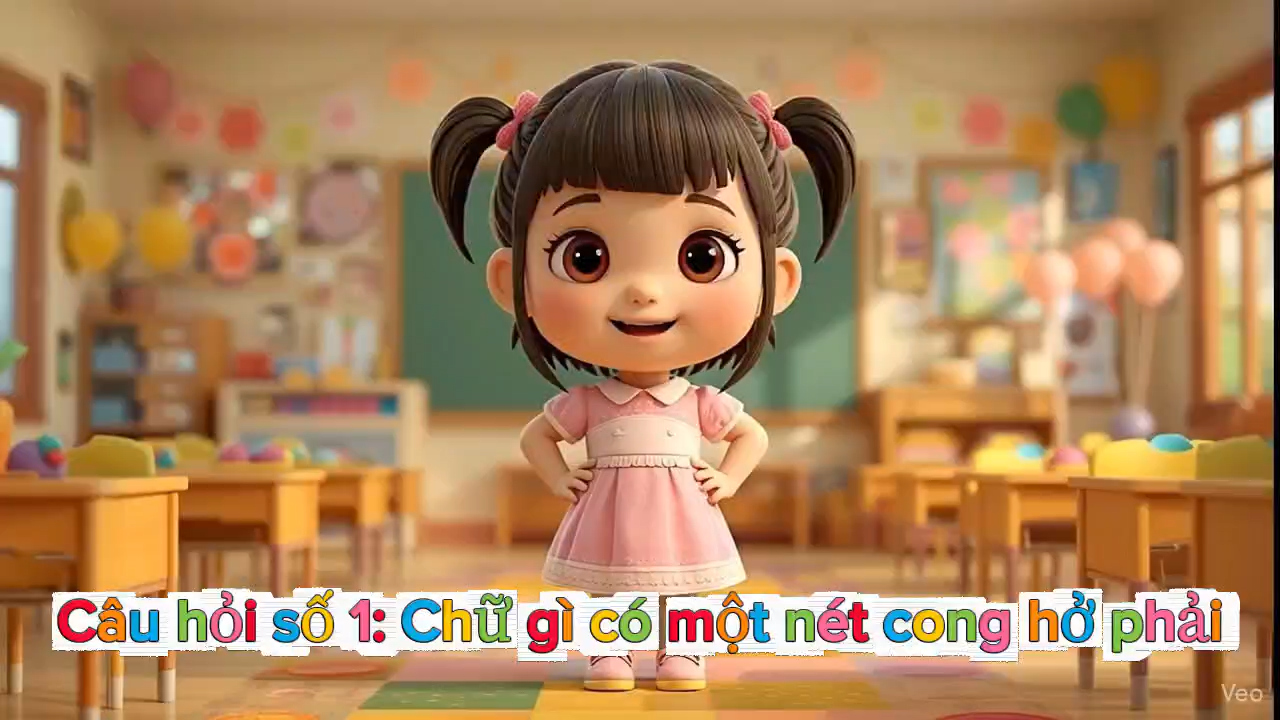 Câu hỏi số 1: Chữ gì có một nét cong hở phải
Veo